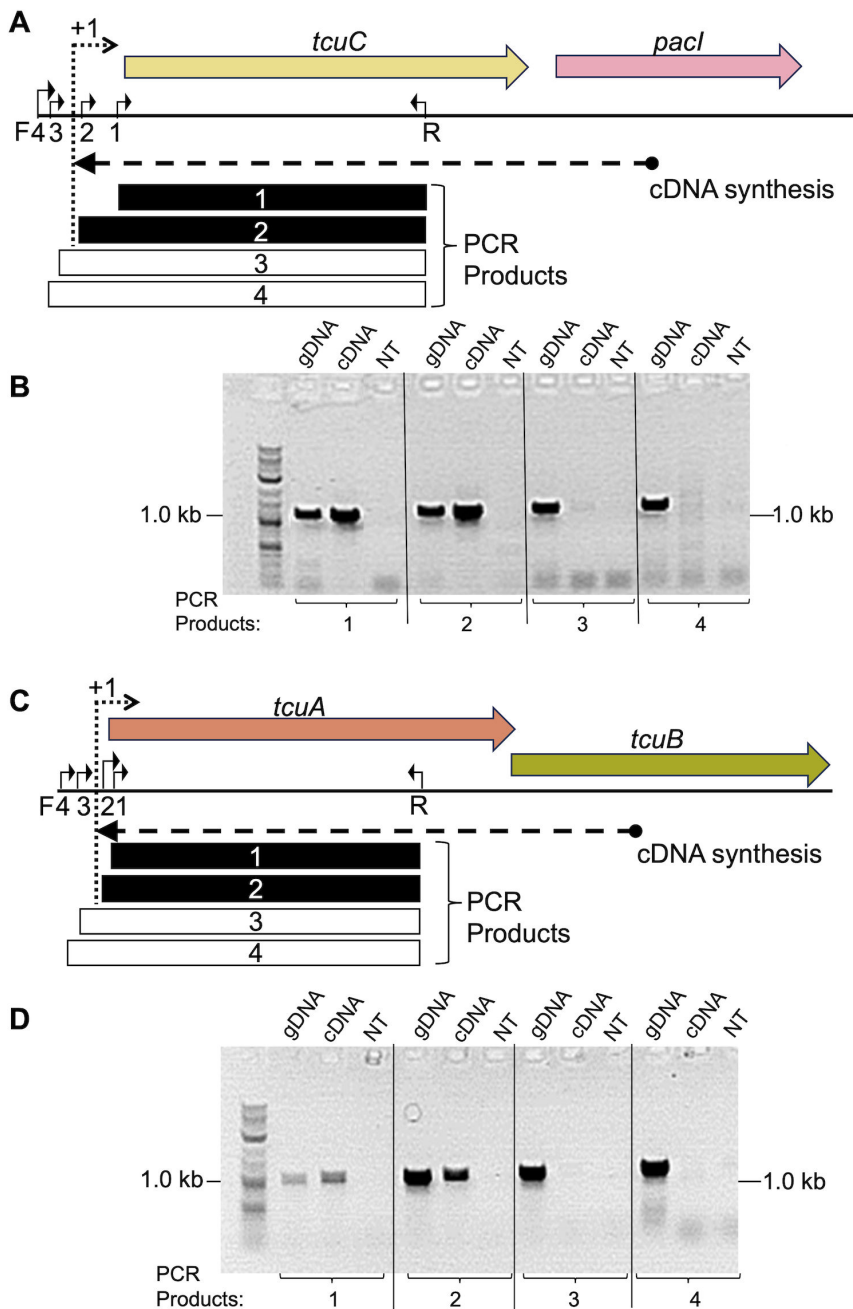 A
+1
tcuC
pacI
F4 3 2 1 R
cDNA synthesis
1
2
3
4
PCR
Products
B
gDNA cDNA NT gDNA cDNA NT gDNA cDNA NT gDNA cDNA NT
1.0 kb 1.0 kb
PCR
Products: 1 2 3 4
C
+1
tcuA
tcuB
F4 3 21 R
cDNA synthesis
1
2
3
4
PCR
Products
D
gDNA cDNA NT gDNA cDNA NT gDNA cDNA NT gDNA cDNA NT
1.0 kb 1.0 kb
PCR
Products: 1 2 3 4